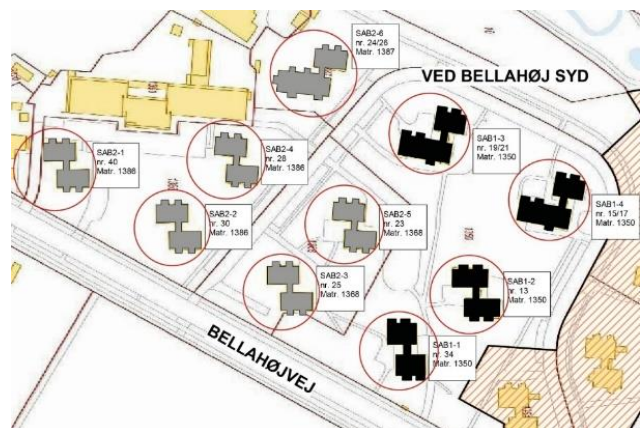 SAB2-6
nr. 24/26
Matr. 1387
VED BELLAHØJ SYD
SAB2-1
nr. 40
Matr. 1386
SAB2-4
nr. 28
Matr. 1386
SAB1-3
nr. 19/21
Matr. 1350
SAB1-4
nr. 15/17
Matr. 1350
SAB2-2
nr. 30
Matr. 1386
SAB2-5
nr. 23
Matr. 1368
SAB2-3
nr. 25
Matr. 1368
SAB1-2
nr. 13
Matr. 1350
SAB1-1
nr. 34
Matr. 1350
BELLAHØJVEJ
1350